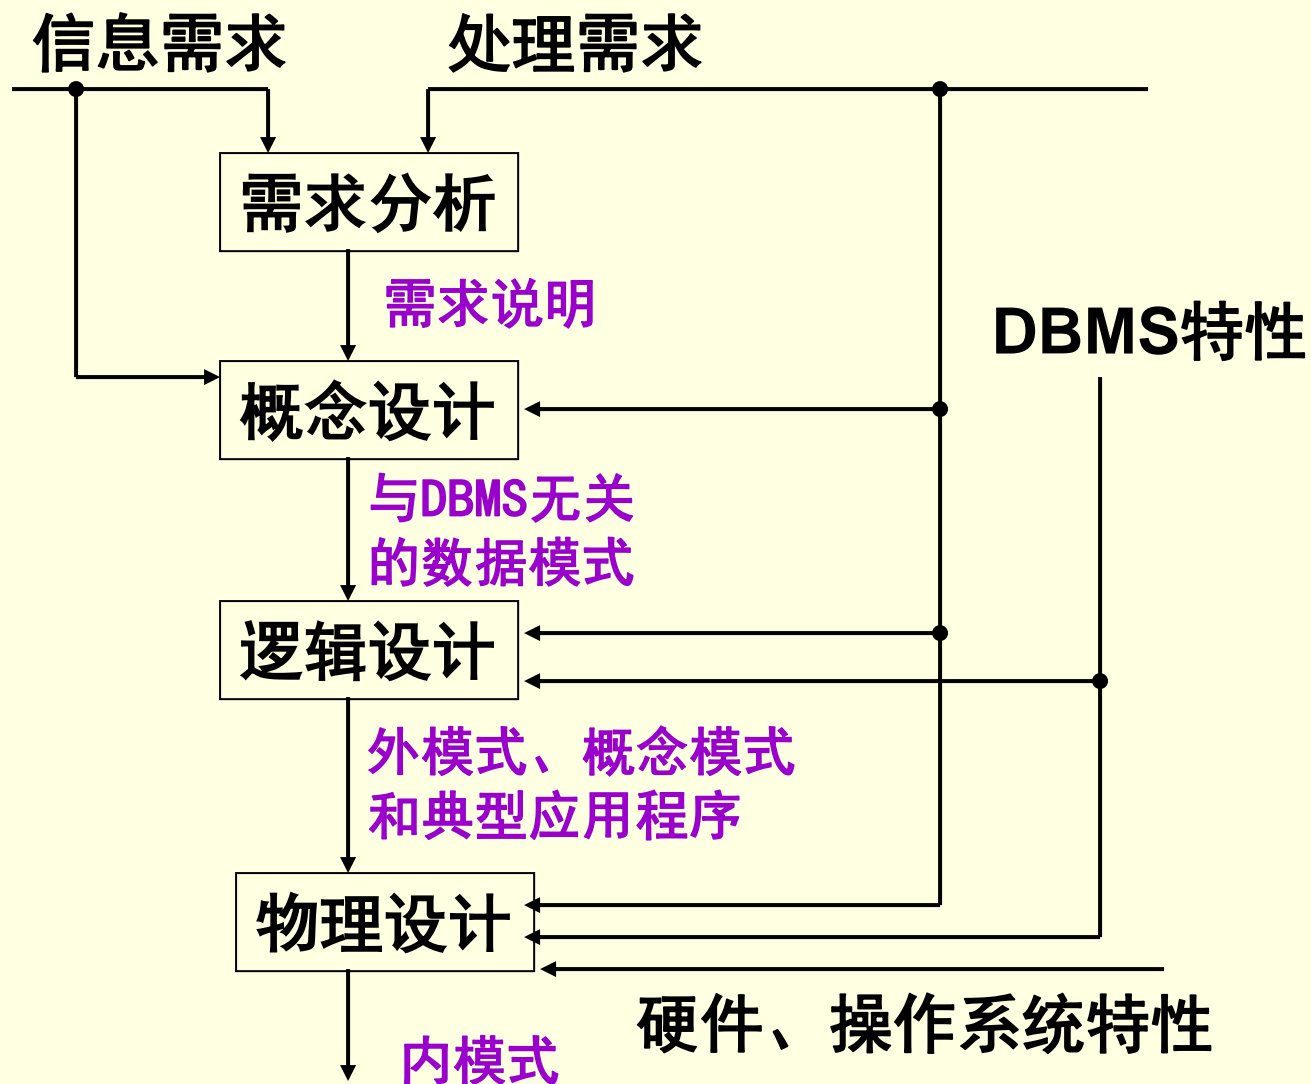 信息需求
处理需求
需求分析
需求说明
DBMS特性
概念设计
与DBMS无关
的数据模式
逻辑设计
外模式、概念模式
和典型应用程序
物理设计
硬件、操作系统特性
内模式